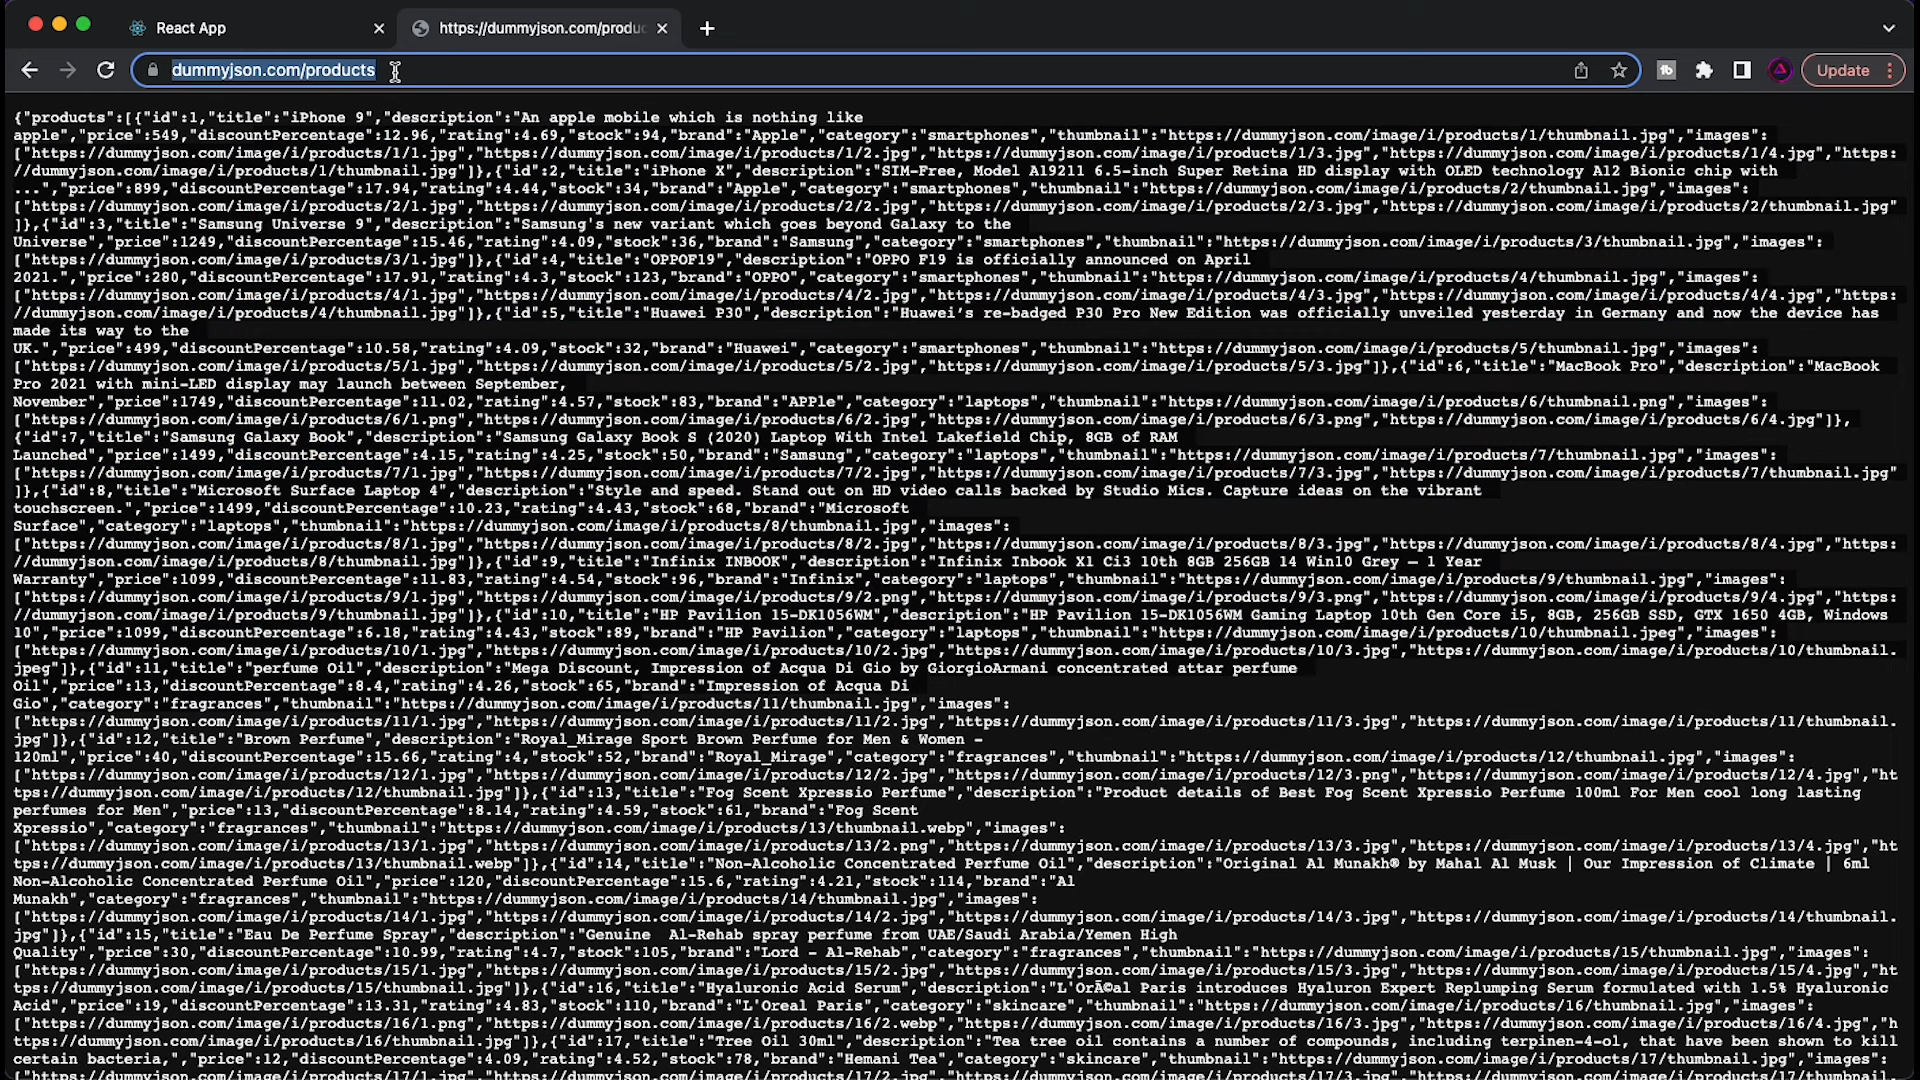 React App
https://dummyjson.com/produc
dummyjson.com/products
Update
{"products":[{"id":1,"title":"iPhone 9","description":"An apple mobile which is nothing like
apple","price":549,"discountPercentage":12.96,"rating":4.69,"stock":94,"brand":"Apple","category":"smartphones","thumbnail":"https://dummyjson.com/image/i/products/1/thumbnail.jpg","images":
["https://dummyjson.com/image/i/products/1/1.jpg","https://dummyjson.com/image/i/products/1/2.jpg","https://dummyjson.com/image/i/products/1/3.jpg","https://dummyjson.com/image/i/products/1/4.jpg","https:
//dummyjson.com/image/i/products/1/thumbnail.jpg"]},{"id":2,"title":"iPhone X","description":"SIM-Free, Model A19211 6.5-inch Super Retina HD display with OLED technology A12 Bionic chip with
...","price":899,"discountPercentage":17.94,"rating":4.44,"stock":34,"brand":"Apple","category":"smartphones","thumbnail":"https://dummyjson.com/image/i/products/2/thumbnail.jpg","images":
["https://dummyjson.com/image/i/products/2/1.jpg","https://dummyjson.com/image/i/products/2/2.jpg","https://dummyjson.com/image/i/products/2/3.jpg","https://dummyjson.com/image/i/products/2/thumbnail.jpg"
]},{"id":3,"title":"Samsung Universe 9","description":"Samsung's new variant which goes beyond Galaxy to the
Universe","price":1249,"discountPercentage":15.46,"rating":4.09,"stock":36,"brand":"Samsung","category":"smartphones","thumbnail":"https://dummyjson.com/image/i/products/3/thumbnail.jpg","images":
["https://dummyjson.com/image/i/products/3/1.jpg"]},{"id":4,"title":"OPPOF19","description":"OPPO F19 is officially announced on April
2021.","price":280,"discountPercentage":17.91,"rating":4.3,"stock":123,"brand":"OPPO","category":"smartphones","thumbnail":"https://dummyjson.com/image/i/products/4/thumbnail.jpg","images":
["https://dummyjson.com/image/i/products/4/1.jpg","https://dummyjson.com/image/i/products/4/2.jpg","https://dummyjson.com/image/i/products/4/3.jpg","https://dummyjson.com/image/i/products/4/4.jpg","https:
//dummyjson.com/image/i/products/4/thumbnail.jpg"]},{"id":5,"title":"Huawei P30","description":"Huawei's re-badged P30 Pro New Edition was officially unveiled yesterday in Germany and now the device has
made its way to the
UK.","price":499,"discountPercentage":10.58,"rating":4.09,"stock":32,"brand":"Huawei","category":"smartphones","thumbnail":"https://dummyjson.com/image/i/products/5/thumbnail.jpg","images":
["https://dummyjson.com/image/i/products/5/1.jpg","https://dummyjson.com/image/i/products/5/2.jpg","https://dummyjson.com/image/i/products/5/3.jpg"]},{"id":6,"title":"MacBook Pro","description":"MacBook
Pro 2021 with mini-LED display may launch between September,
November","price":1749,"discountPercentage":11.02,"rating":4.57,"stock":83,"brand":"APPle","category":"laptops","thumbnail":"https://dummyjson.com/image/i/products/6/thumbnail.png","images":
["https://dummyjson.com/image/i/products/6/1.png","https://dummyjson.com/image/i/products/6/2.jpg","https://dummyjson.com/image/i/products/6/3.png","https://dummyjson.com/image/i/products/6/4.jpg"]},
{"id":7,"title":"Samsung Galaxy Book","description":"Samsung Galaxy Book S (2020) Laptop With Intel Lakefield Chip, 8GB of RAM
Launched","price":1499,"discountPercentage":4.15,"rating":4.25,"stock":50,"brand":"Samsung","category":"laptops","thumbnail":"https://dummyjson.com/image/i/products/7/thumbnail.jpg","images":
["https://dummyjson.com/image/i/products/7/1.jpg","https://dummyjson.com/image/i/products/7/2.jpg","https://dummyjson.com/image/i/products/7/3.jpg","https://dummyjson.com/image/i/products/7/thumbnail.jpg"
]},{"id":8,"title":"Microsoft Surface Laptop 4","description":"Style and speed. Stand out on HD video calls backed by Studio Mics. Capture ideas on the vibrant
touchscreen.","price":1499,"discountPercentage":10.23,"rating":4.43,"stock":68,"brand":"Microsoft
Surface","category":"laptops","thumbnail":"https://dummyjson.com/image/i/products/8/thumbnail.jpg","images":
["https://dummyjson.com/image/i/products/8/1.jpg","https://dummyjson.com/image/i/products/8/2.jpg","https://dummyjson.com/image/i/products/8/3.jpg","https://dummyjson.com/image/i/products/8/4.jpg","https:
//dummyjson.com/image/i/products/8/thumbnail.jpg"]},{"id":9,"title":"Infinix INBOOK","description":"Infinix Inbook X1 Ci3 10th 8GB 256GB 14 Win10 Grey – 1 Year
Warranty","price":1099,"discountPercentage":11.83,"rating":4.54,"stock":96,"brand":"Infinix","category":"laptops","thumbnail":"https://dummyjson.com/image/i/products/9/thumbnail.jpg","images":
["https://dummyjson.com/image/i/products/9/1.jpg","https://dummyjson.com/image/i/products/9/2.png","https://dummyjson.com/image/i/products/9/3.png","https://dummyjson.com/image/i/products/9/4.jpg","https:
//dummyjson.com/image/i/products/9/thumbnail.jpg"]},{"id":10,"title":"HP Pavilion 15-DK1056WM","description":"HP Pavilion 15-DK1056WM Gaming Laptop 10th Gen Core i5, 8GB, 256GB SSD, GTX 1650 4GB, Windows
10","price":1099,"discountPercentage":6.18,"rating":4.43,"stock":89,"brand":"HP Pavilion","category":"laptops","thumbnail":"https://dummyjson.com/image/i/products/10/thumbnail.jpeg","images":
["https://dummyjson.com/image/i/products/10/1.jpg","https://dummyjson.com/image/i/products/10/2.jpg","https://dummyjson.com/image/i/products/10/3.jpg","https://dummyjson.com/image/i/products/10/thumbnail.
jpeg"]},{"id":11,"title":"perfume Oil","description":"Mega Discount, Impression of Acqua Di Gio by GiorgioArmani concentrated attar perfume
Oil","price":13,"discountPercentage":8.4,"rating":4.26,"stock":65,"brand":"Impression of Acqua Di
Gio","category":"fragrances","thumbnail":"https://dummyjson.com/image/i/products/11/thumbnail.jpg","images":
["https://dummyjson.com/image/i/products/11/1.jpg","https://dummyjson.com/image/i/products/11/2.jpg","https://dummyjson.com/image/i/products/11/3.jpg","https://dummyjson.com/image/i/products/11/thumbnail.
jpg"]},{"id":12,"title":"Brown Perfume","description":"Royal_Mirage Sport Brown Perfume for Men & Women -
120ml","price":40,"discountPercentage":15.66,"rating":4,"stock":52,"brand":"Royal_Mirage","category":"fragrances","thumbnail":"https://dummyjson.com/image/i/products/12/thumbnail.jpg","images":
["https://dummyjson.com/image/i/products/12/1.jpg","https://dummyjson.com/image/i/products/12/2.jpg","https://dummyjson.com/image/i/products/12/3.png","https://dummyjson.com/image/i/products/12/4.jpg","ht
tps://dummyjson.com/image/i/products/12/thumbnail.jpg"]},{"id":13,"title":"Fog Scent Xpressio Perfume","description":"Product details of Best Fog Scent Xpressio Perfume 100ml For Men cool long lasting
perfumes for Men","price":13,"discountPercentage":8.14,"rating":4.59,"stock":61,"brand":"Fog Scent
Xpressio","category":"fragrances","thumbnail":"https://dummyjson.com/image/i/products/13/thumbnail.webp","images":
["https://dummyjson.com/image/i/products/13/1.jpg","https://dummyjson.com/image/i/products/13/2.png","https://dummyjson.com/image/i/products/13/3.jpg","https://dummyjson.com/image/i/products/13/4.jpg","ht
tps://dummyjson.com/image/i/products/13/thumbnail.webp"]},{"id":14,"title":"Non-Alcoholic Concentrated Perfume Oil","description":"Original Al Munakh® by Mahal Al Musk | Our Impression of Climate | 6ml
Non-Alcoholic Concentrated Perfume Oil","price":120,"discountPercentage":15.6,"rating":4.21,"stock":114,"brand":"Al
Munakh","category":"fragrances","thumbnail":"https://dummyjson.com/image/i/products/14/thumbnail.jpg","images":
["https://dummyjson.com/image/i/products/14/1.jpg","https://dummyjson.com/image/i/products/14/2.jpg","https://dummyjson.com/image/i/products/14/3.jpg","https://dummyjson.com/image/i/products/14/thumbnail.
jpg"]},{"id":15,"title":"Eau De Perfume Spray","description":"Genuine  Al-Rehab spray perfume from UAE/Saudi Arabia/Yemen High
Quality","price":30,"discountPercentage":10.99,"rating":4.7,"stock":105,"brand":"Lord - Al-Rehab","category":"fragrances","thumbnail":"https://dummyjson.com/image/i/products/15/thumbnail.jpg","images":
["https://dummyjson.com/image/i/products/15/1.jpg","https://dummyjson.com/image/i/products/15/2.jpg","https://dummyjson.com/image/i/products/15/3.jpg","https://dummyjson.com/image/i/products/15/4.jpg","ht
tps://dummyjson.com/image/i/products/15/thumbnail.jpg"]},{"id":16,"title":"Hyaluronic Acid Serum","description":"L'OrÃ©al Paris introduces Hyaluron Expert Replumping Serum formulated with 1.5% Hyaluronic
Acid","price":19,"discountPercentage":13.31,"rating":4.83,"stock":110,"brand":"L'Oreal Paris","category":"skincare","thumbnail":"https://dummyjson.com/image/i/products/16/thumbnail.jpg","images":
["https://dummyjson.com/image/i/products/16/1.png","https://dummyjson.com/image/i/products/16/2.webp","https://dummyjson.com/image/i/products/16/3.jpg","https://dummyjson.com/image/i/products/16/4.jpg","h
ttps://dummyjson.com/image/i/products/16/thumbnail.jpg"]},{"id":17,"title":"Tree Oil 30ml","description":"Tea tree oil contains a number of compounds, including terpinen-4-ol, that have been shown to kill
certain bacteria,","price":12,"discountPercentage":4.09,"rating":4.52,"stock":78,"brand":"Hemani Tea","category":"skincare","thumbnail":"https://dummyjson.com/image/i/products/17/thumbnail.jpg","images":
["https://dummyjson.com/image/i/products/17/1.jpg","https://dummyjson.com/image/i/products/17/2.jpg","https://dummyjson.com/image/i/products/17/3.jpg","https://dummyjson.com/image/i/products/17/thumbnail.